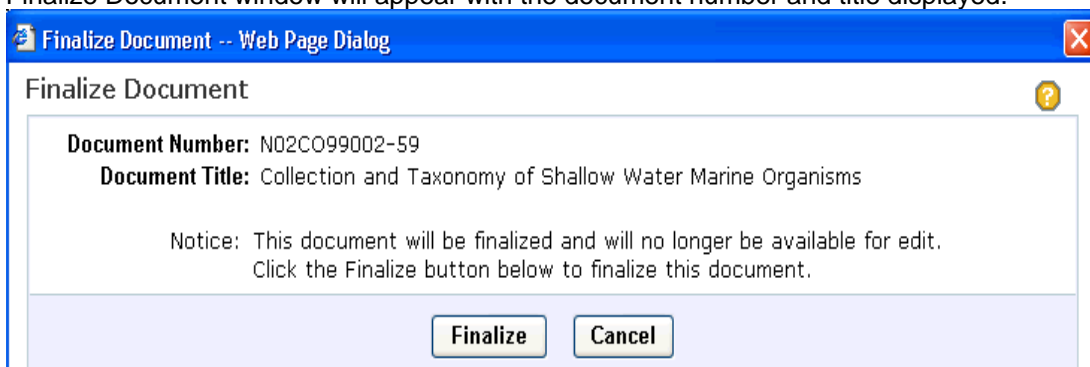 Finalize Document window will appear with the document number and title displayed.
Finalize Document -- Web Page Dialog
Finalize Document
Document Number: N02CO99002-59
Document Title: Collection and Taxonomy of Shallow Water Marine Organisms
Notice: This document will be finalized and will no longer be available for edit.
Click the Finalize button below to finalize this document.
Finalize Cancel